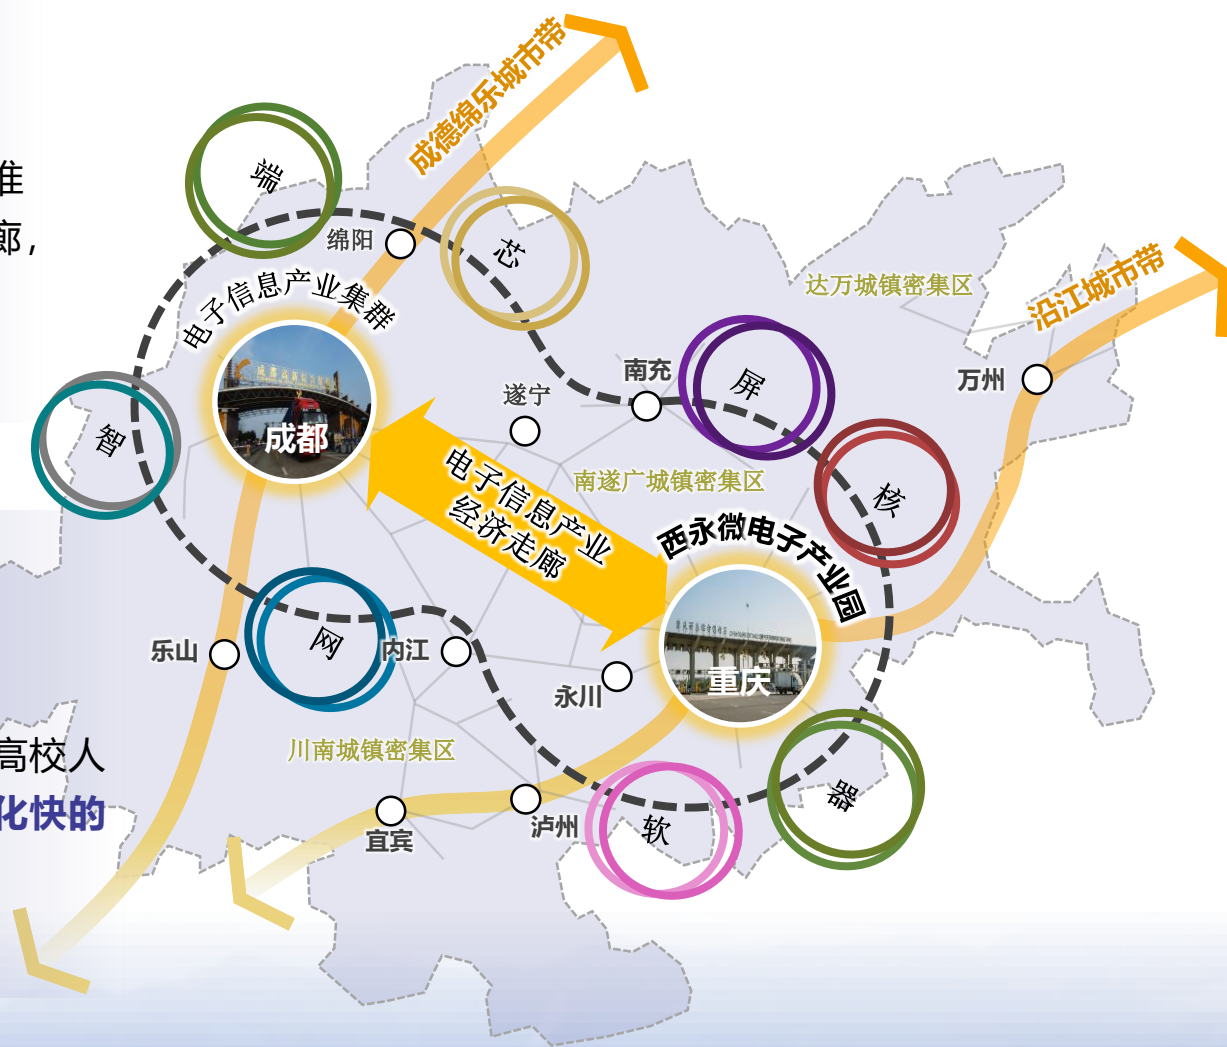 成德绵乐城市带
准
廊，
端
绵阳
芯
达万城镇密集区
沿江城市带
电子信息产业集群
万州
南充
屏
遂宁
成都
智
电子信息产业
经济走廊
南遂广城镇密集区
核
西永微电子产业园
乐山
网
内江
永川
重庆
川南城镇密集区
高校人
化快的
宜宾
泸州
软
器